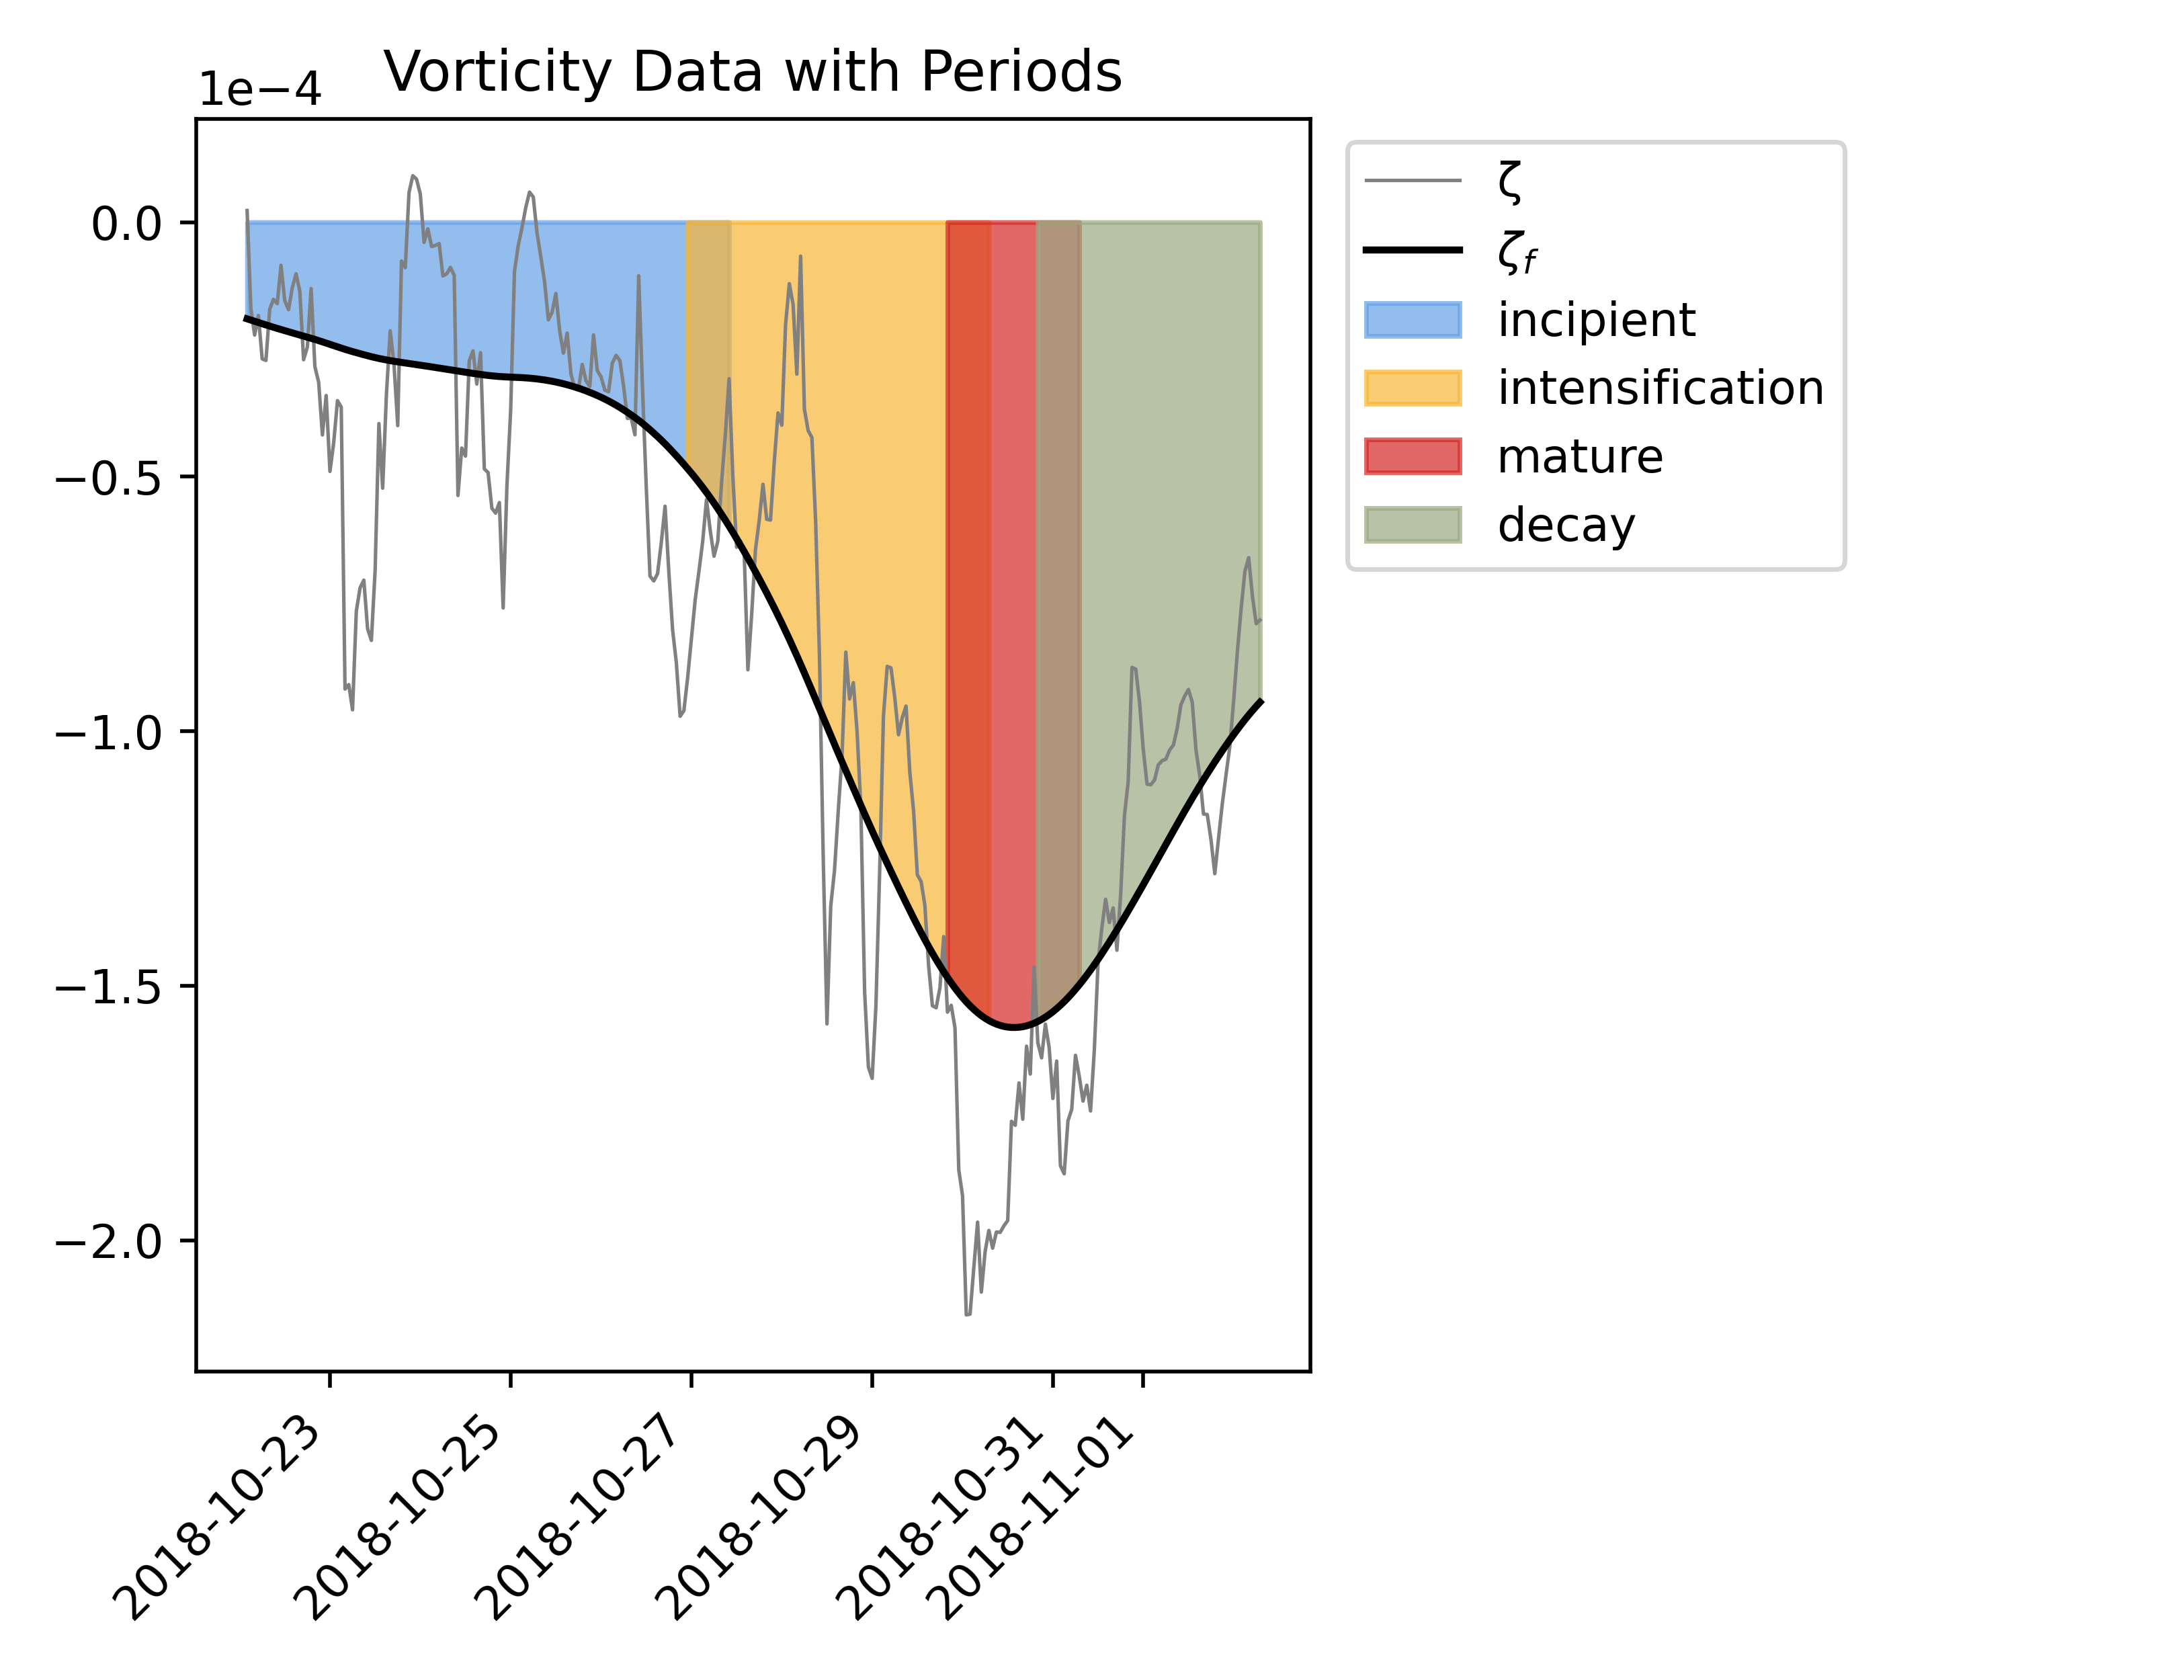 Vorticity Data with Periods
1e−4
0.0
−0.5
−1.0
−1.5
−2.0
2018-10-23
2018-10-25
2018-10-27
2018-10-29
2018-10-31
2018-11-01
ζ
ζf
incipient
intensification
mature
decay